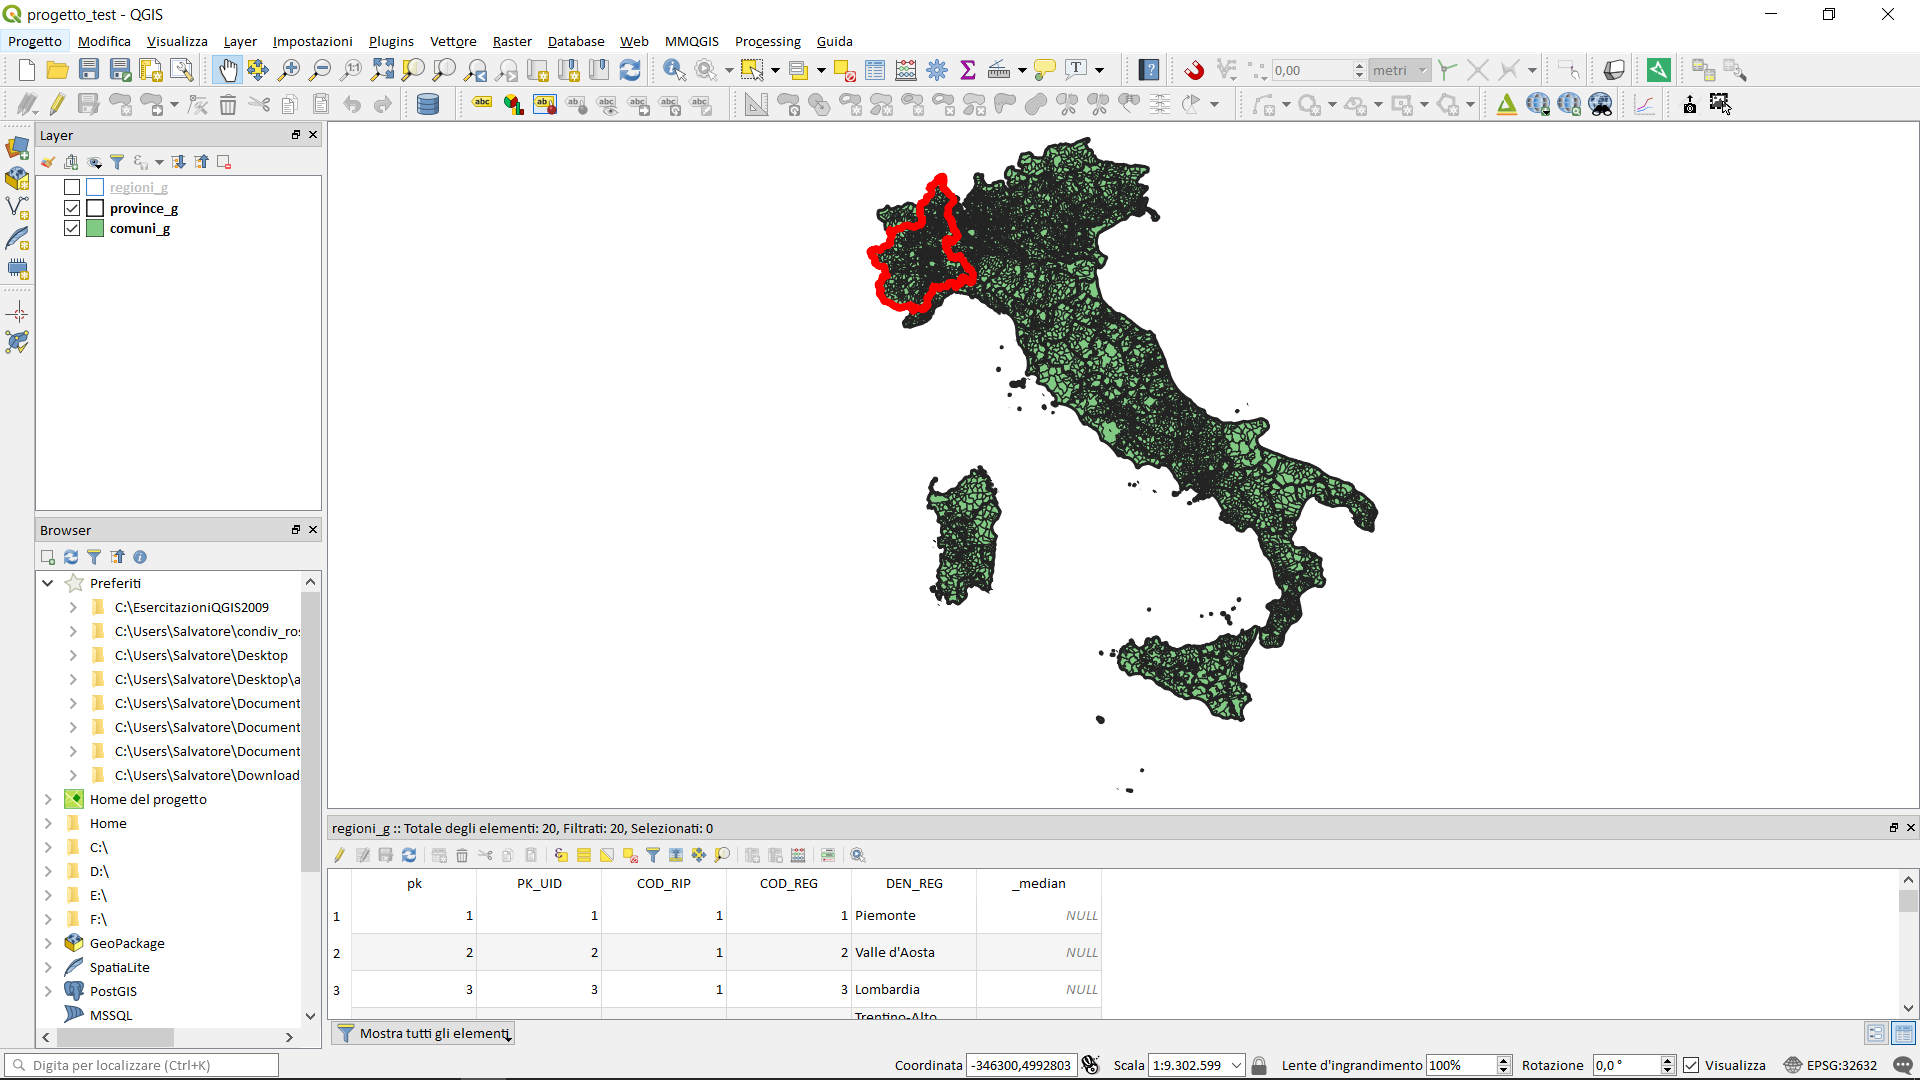 progetto_test - QGIS
Progetto Modifica Visualizza Layer Impostazioni Plugins Vettore Raster Database Web MMQGIS Processing Guida
0,00 metri
Layer
regioni_g
province_g
comuni_g
Browser
Preferiti
C:\EsercitazioniQGIS2009
C:\Users\Salvatore\condiv_ro
C:\Users\Salvatore\Desktop
C:\Users\Salvatore\Desktop\a
C:\Users\Salvatore\Document
C:\Users\Salvatore\Document
C:\Users\Salvatore\Document
C:\Users\Salvatore\Download
Home del progetto
Home
C:\
D:\
E:\
F:\
GeoPackage
SpatiaLite
PostGIS
MSSQL
regioni_g :: Totale degli elementi: 20, Filtrati: 20, Selezionati: 0
pk PK_UID COD_RIP COD_REG DEN_REG _median
1 1 1 1 1 Piemonte NULL
2 2 2 1 2 Valle d'Aosta NULL
3 3 3 1 3 Lombardia NULL
Trentino-Alto
Mostra tutti gli elementi
Digita per localizzare (Ctrl+K) Coordinata -346300,4992803 Scala 1:9.302.599 Lente d'ingrandimento 100% Rotazione 0,0 ° Visualizza EPSG:32632